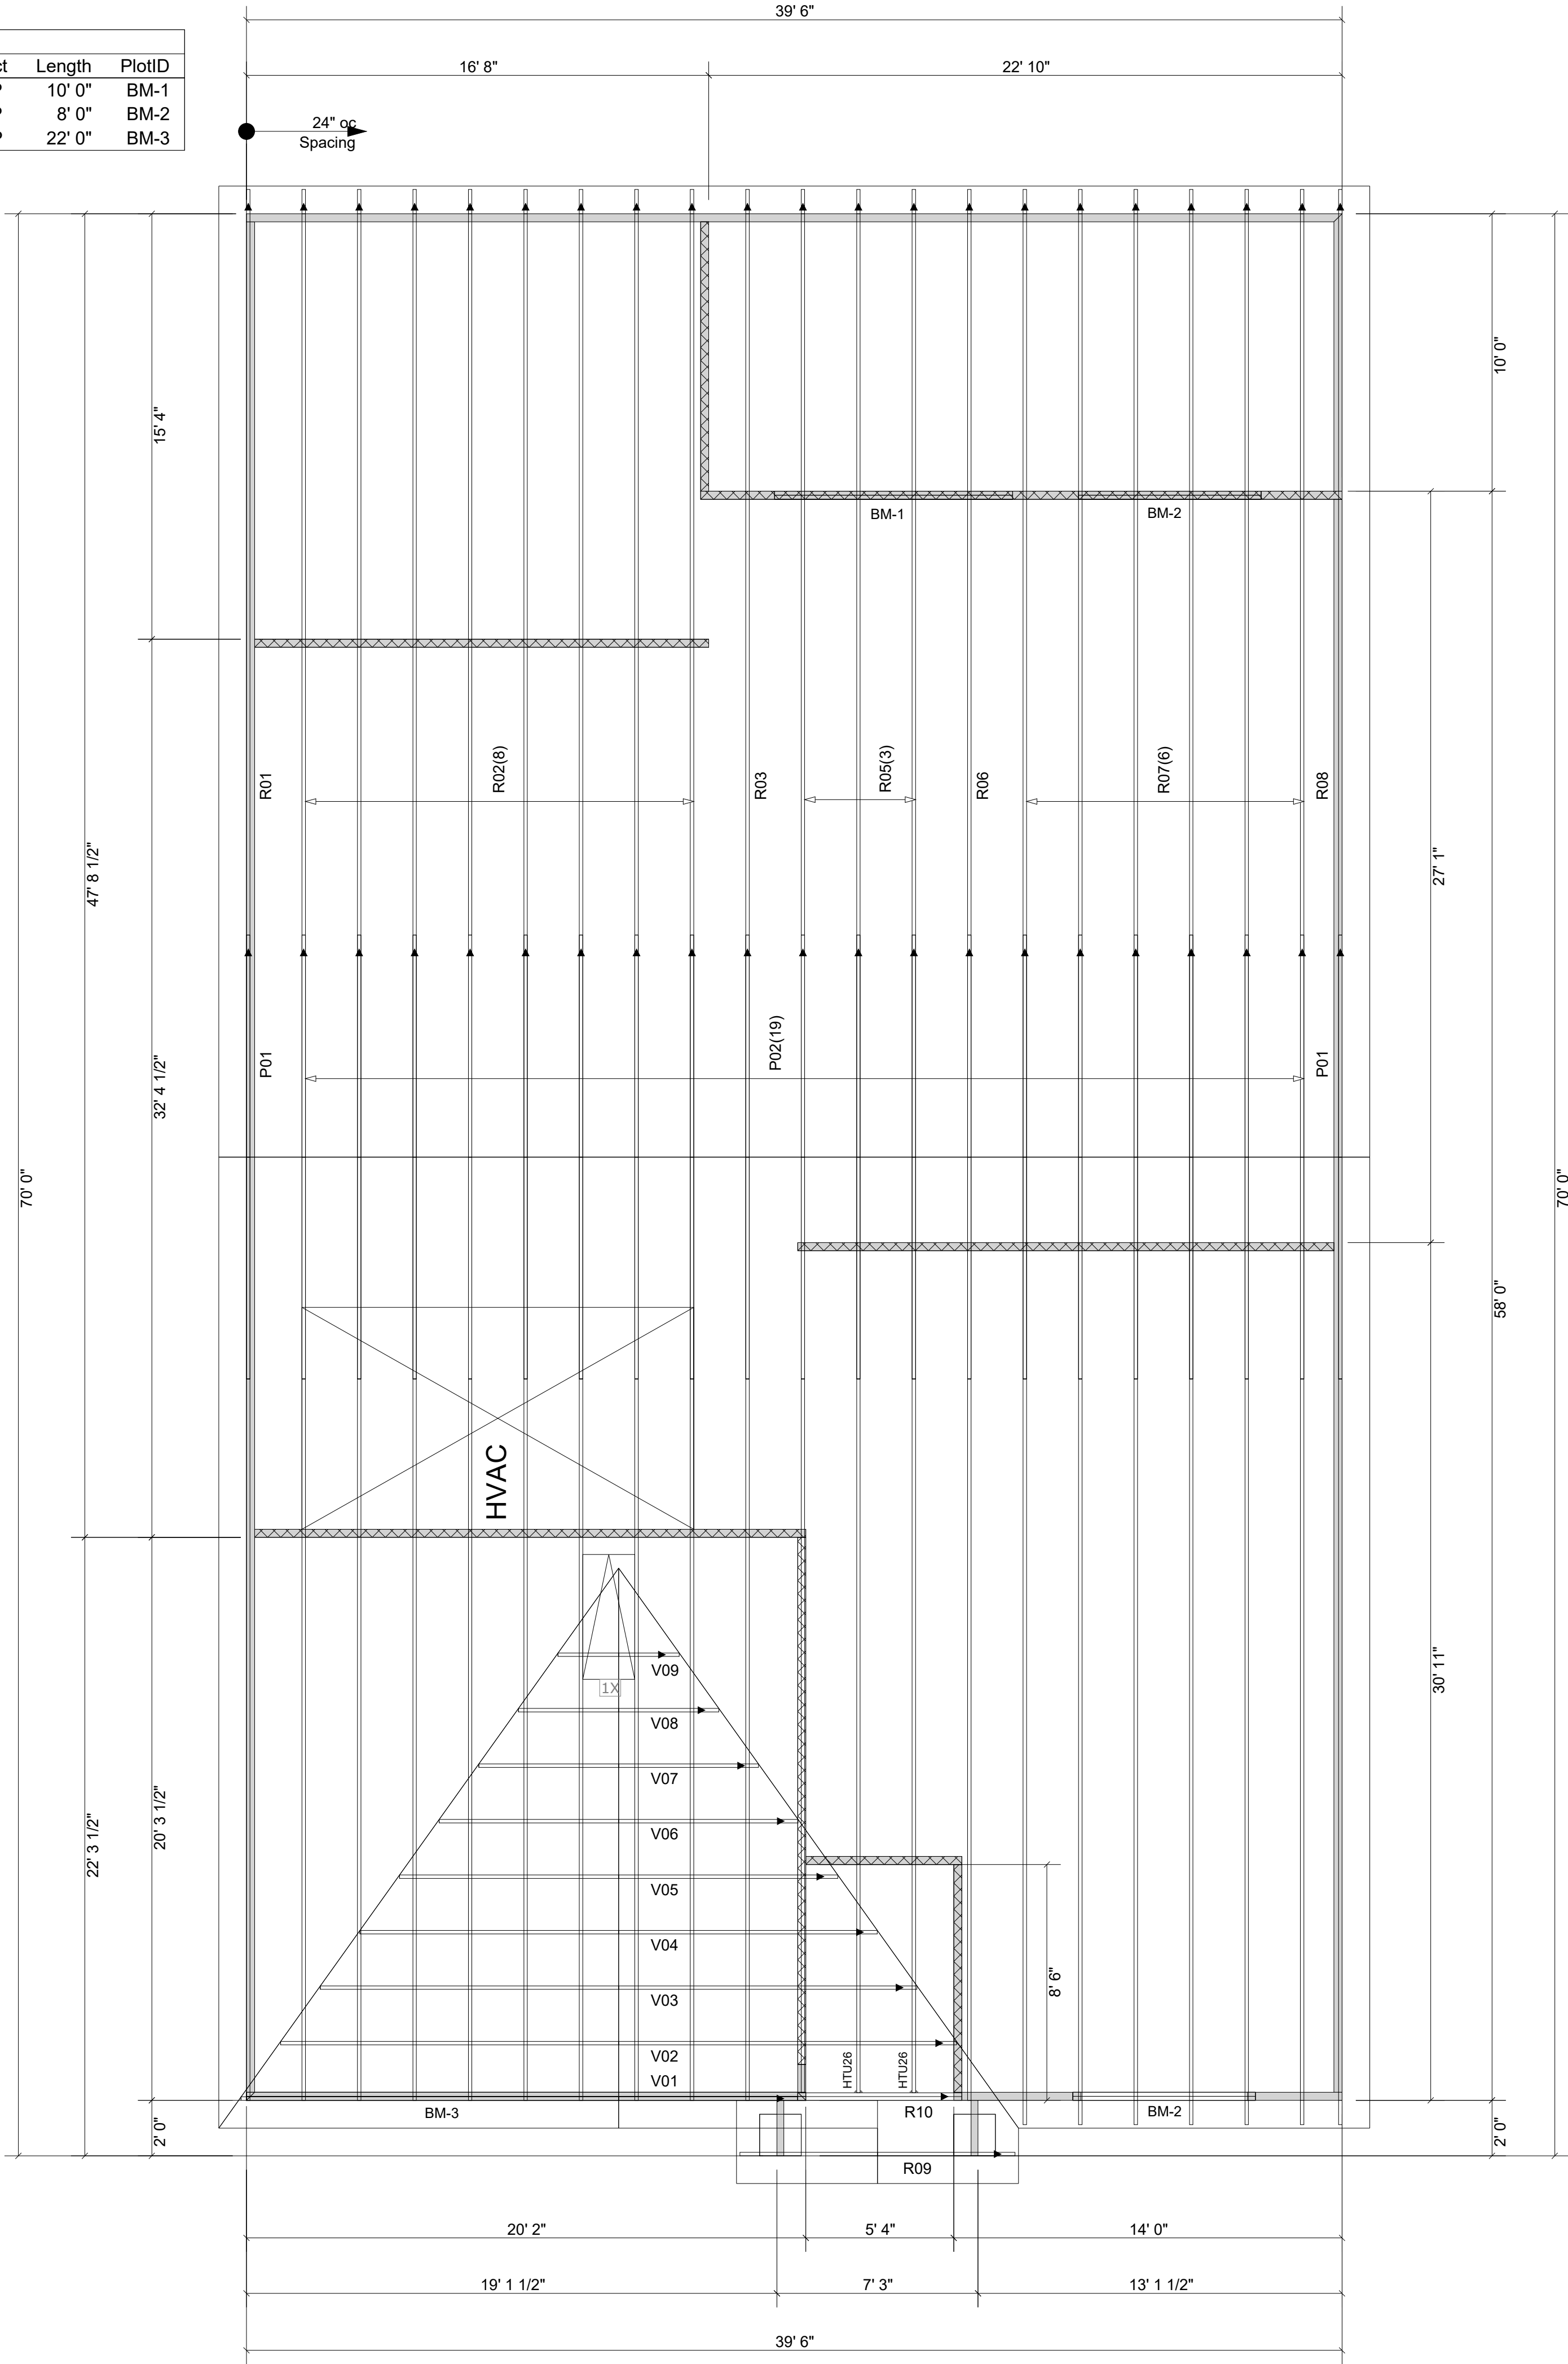 39' 6"
ct Length PlotID
10' 0" BM-1
8' 0" BM-2
22' 0" BM-3
16' 8"
22' 10"
24" oc
Spacing
10' 0"
15' 4"
BM-1
BM-2
R01
R02(8)
R03
R05(3)
R06
R07(6)
R08
47' 8 1/2"
27' 1"
P01
P02(19)
P01
32' 4 1/2"
70' 0"
70' 0"
58' 0"
HVAC
V09
1X
V08
V07
V06
V05
V04
V03
V02
V01
30' 11"
22' 3 1/2"
20' 3 1/2"
8' 6"
HTU26
HTU26
BM-3
R10
BM-2
2' 0"
2' 0"
R09
20' 2"
5' 4"
14' 0"
19' 1 1/2"
7' 3"
13' 1 1/2"
39' 6"